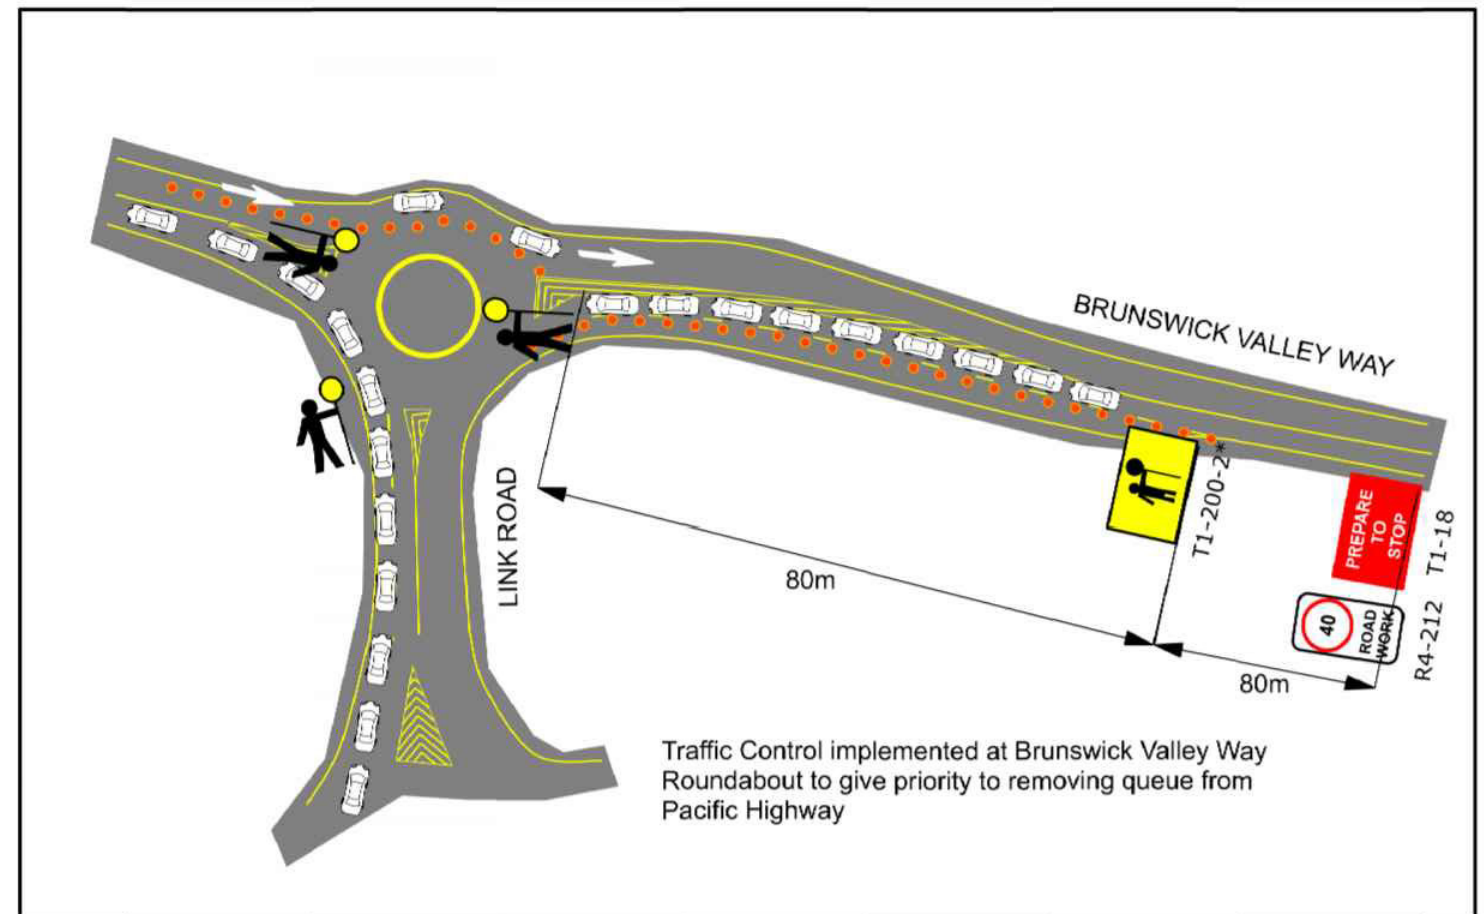 BRUNSWICK VALLEY WAY
LINK ROAD
80m
T1-200-2*
PREPARE
TO
STOP
T1-18
40
ROAD
WORK
R4-212
80m
Traffic Control implemented at Brunswick Valley Way
Roundabout to give priority to removing queue from
Pacific Highway